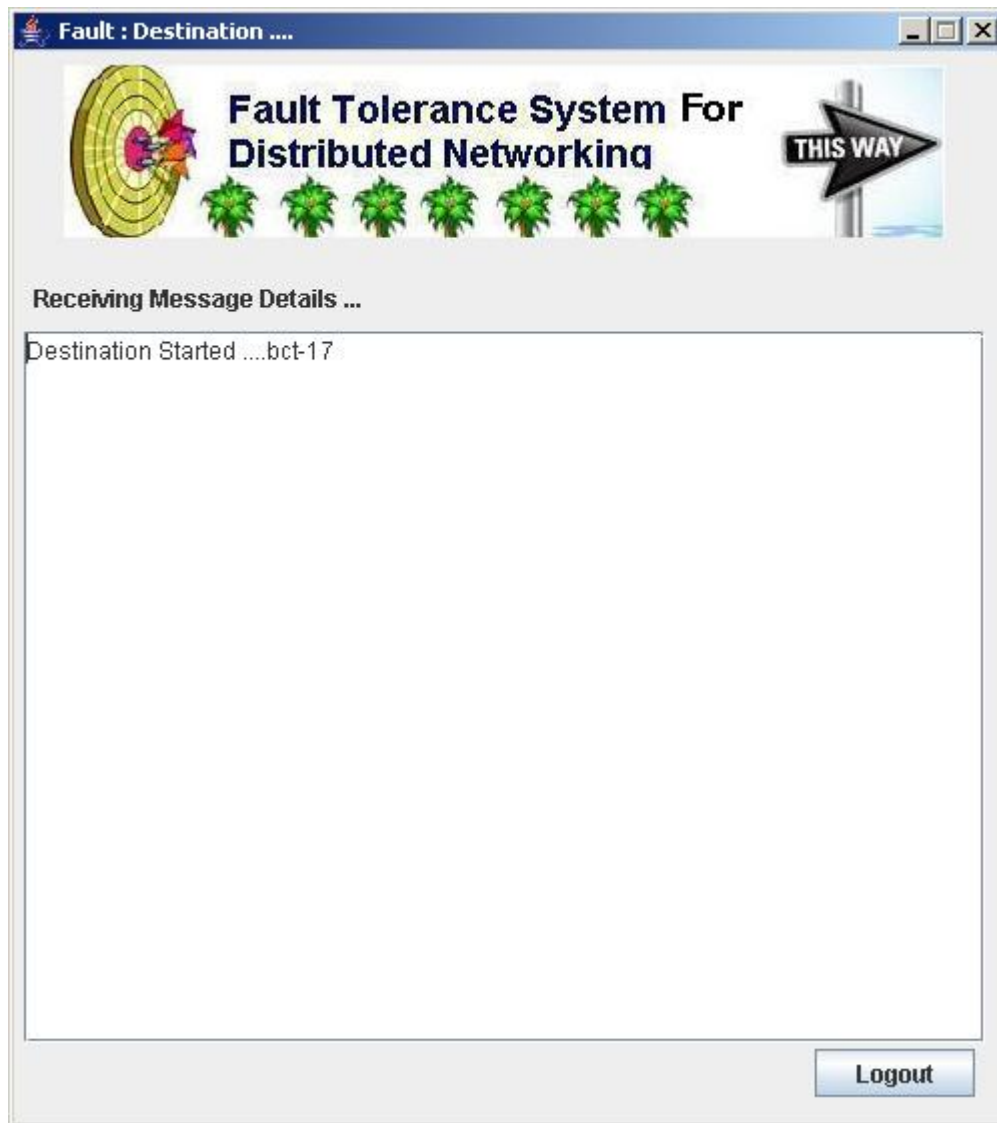 Fault : Destination ....
Fault Tolerance System For
Distributed Networking
THIS WAY
Receiving Message Details ...
Destination Started ....bct-17
Logout